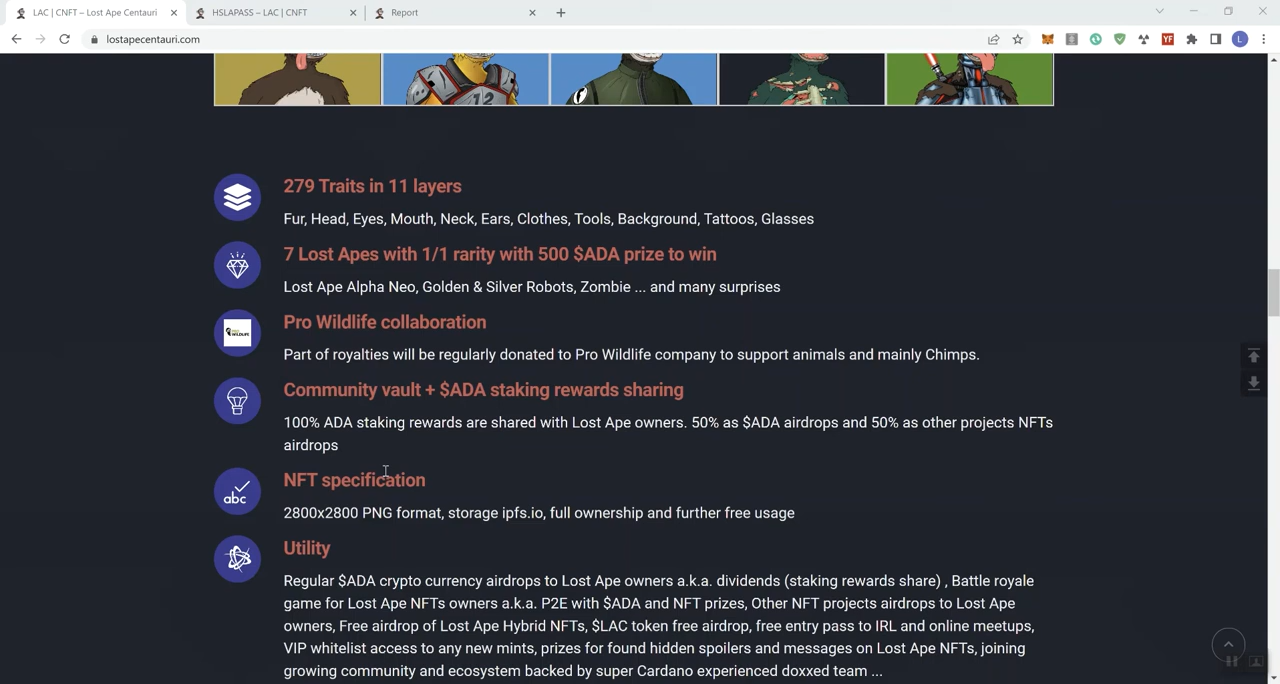 LAC | CNFT – Lost Ape Centauri
HSLAPASS – LAC | CNFT
Report
lostapecentauri.com
YF
L
12
279 Traits in 11 layers
Fur, Head, Eyes, Mouth, Neck, Ears, Clothes, Tools, Background, Tattoos, Glasses
7 Lost Apes with 1/1 rarity with 500 $ADA prize to win
Lost Ape Alpha Neo, Golden & Silver Robots, Zombie ... and many surprises
Pro Wildlife collaboration
Part of royalties will be regularly donated to Pro Wildlife company to support animals and mainly Chimps.
Community vault + $ADA staking rewards sharing
100% ADA staking rewards are shared with Lost Ape owners. 50% as $ADA airdrops and 50% as other projects NFTs
airdrops
abc
NFT specification
2800x2800 PNG format, storage ipfs.io, full ownership and further free usage
Utility
Regular $ADA crypto currency airdrops to Lost Ape owners a.k.a. dividends (staking rewards share) , Battle royale
game for Lost Ape NFTs owners a.k.a. P2E with $ADA and NFT prizes, Other NFT projects airdrops to Lost Ape
owners, Free airdrop of Lost Ape Hybrid NFTs, $LAC token free airdrop, free entry pass to IRL and online meetups,
VIP whitelist access to any new mints, prizes for found hidden spoilers and messages on Lost Ape NFTs, joining
growing community and ecosystem backed by super Cardano experienced doxxed team ...